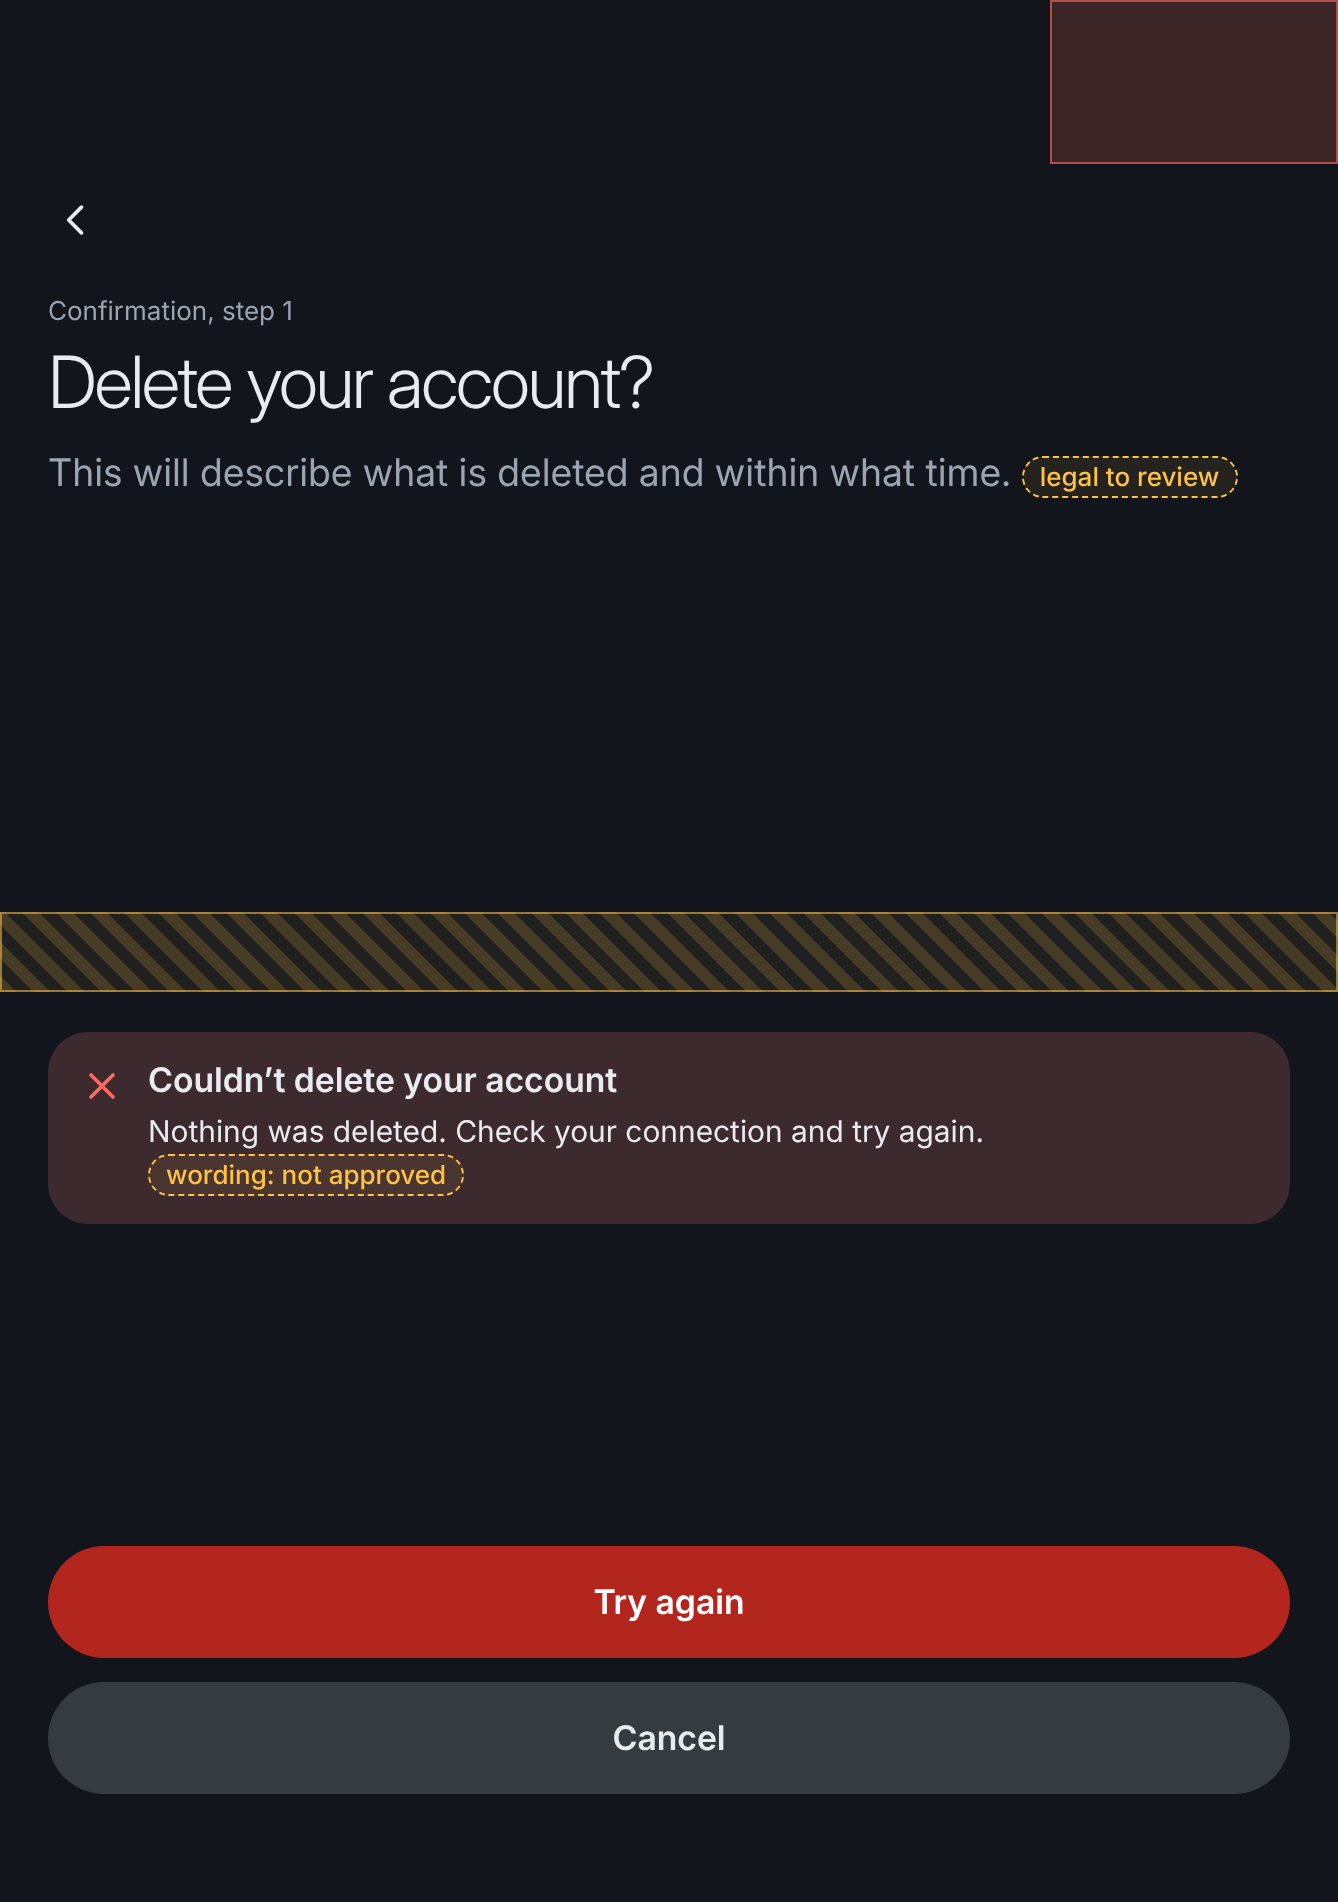 Confirmation, step 1
Delete your account?
This will describe what is deleted and within what time. legal to review
Couldn’t delete your account
Nothing was deleted. Check your connection and try again.
wording: not approved
Try again
Cancel